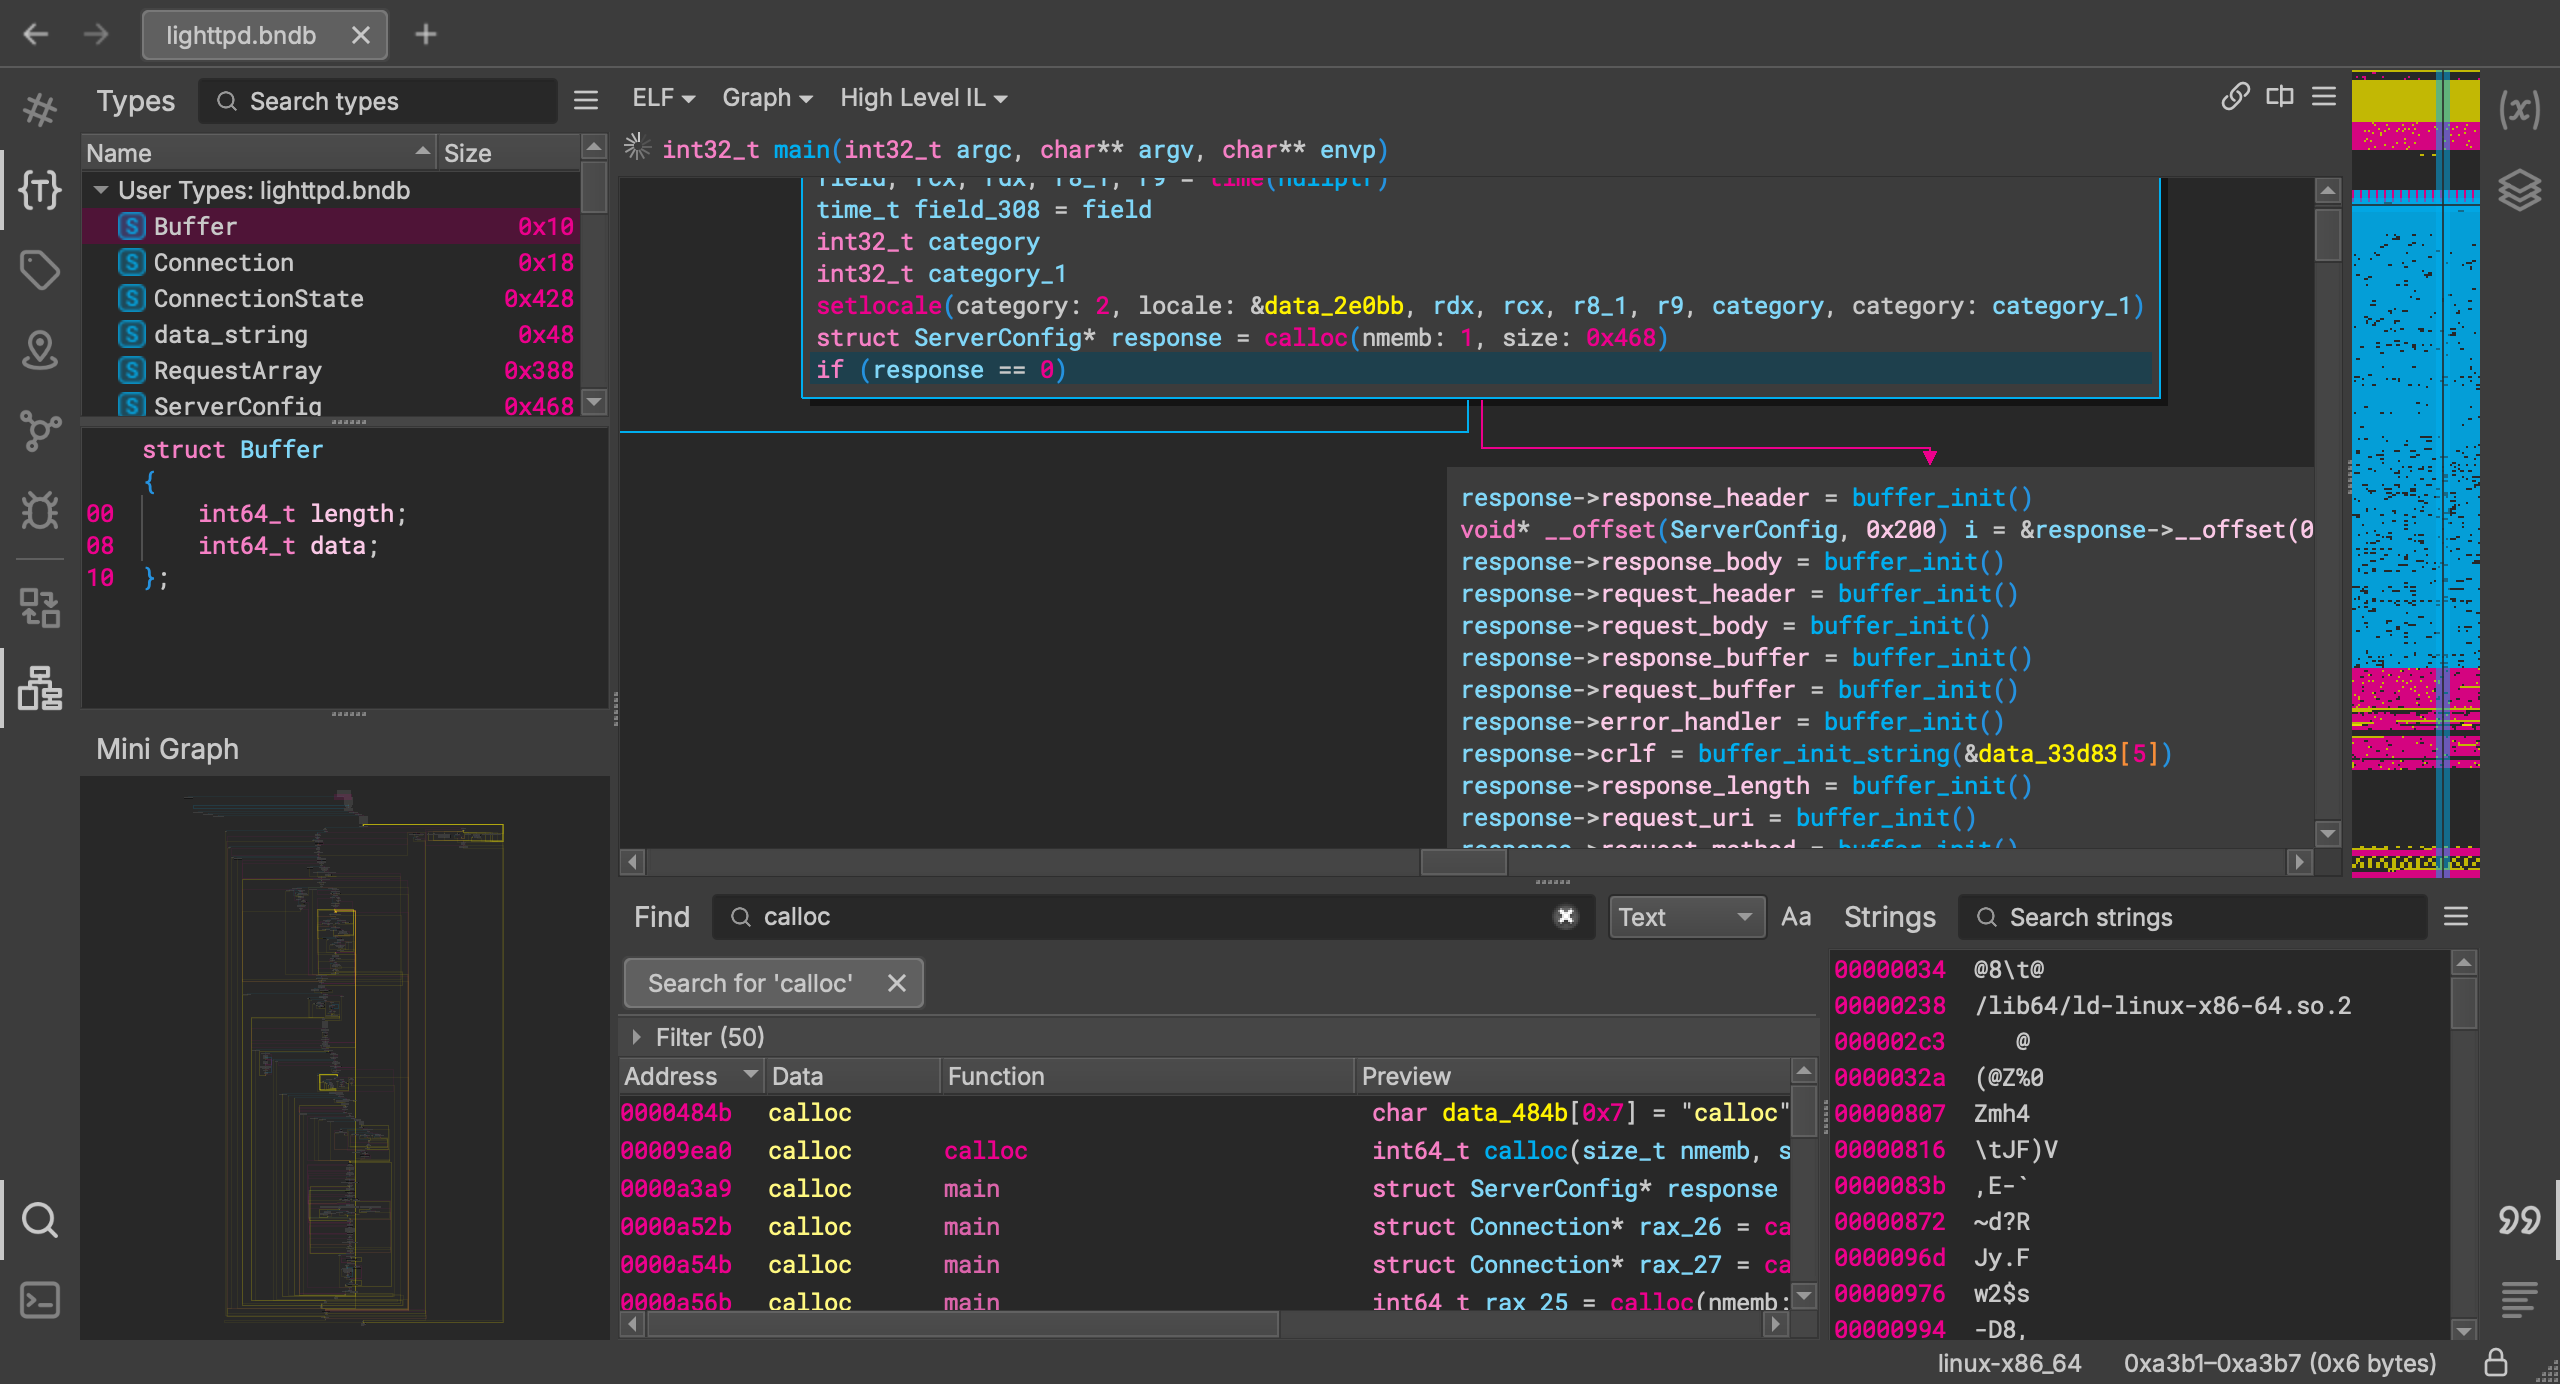 lighttpd.bndb
Types
Search types
Name Size
User Types: lighttpd.bndb
S Buffer 0x10
S Connection 0x18
S ConnectionState 0x428
S data_string 0x48
S RequestArray 0x388
S ServerConfig 0x468
struct Buffer
{
00 int64_t length;
08 int64_t data;
10 };
Mini Graph
ELF Graph High Level IL
int32_t main(int32_t argc, char** argv, char** envp)
field, rcx, rdx, r8_1, r9 = time(nullptr)
time_t field_308 = field
int32_t category
int32_t category_1
setlocale(category: 2, locale: &data_2e0bb, rdx, rcx, r8_1, r9, category, category: category_1)
struct ServerConfig* response = calloc(nmemb: 1, size: 0x468)
if (response == 0)
response->response_header = buffer_init()
void* __offset(ServerConfig, 0x200) i = &response->__offset(0
response->response_body = buffer_init()
response->request_header = buffer_init()
response->request_body = buffer_init()
response->response_buffer = buffer_init()
response->request_buffer = buffer_init()
response->error_handler = buffer_init()
response->crlf = buffer_init_string(&data_33d83[5])
response->response_length = buffer_init()
response->request_uri = buffer_init()
response->request_method = buffer_init()
Find
calloc
Text
Aa
Search for 'calloc'
Filter (50)
Address Data Function Preview
0000484b calloc char data_484b[0x7] = "calloc"
00009ea0 calloc calloc int64_t calloc(size_t nmemb, s
0000a3a9 calloc main struct ServerConfig* response
0000a52b calloc main struct Connection* rax_26 = ca
0000a54b calloc main struct Connection* rax_27 = ca
0000a56b calloc main int64_t rax_25 = calloc(nmemb:
Strings
Search strings
00000034 @8\t@
00000238 /lib64/ld-linux-x86-64.so.2
000002c3 @
0000032a (@Z%0
00000807 Zmh4
00000816 \tJF)V
0000083b ,E-`
00000872 ~d?R
0000096d Jy.F
00000976 w2$s
00000994 -D8,
linux-x86_64 0xa3b1–0xa3b7 (0x6 bytes)